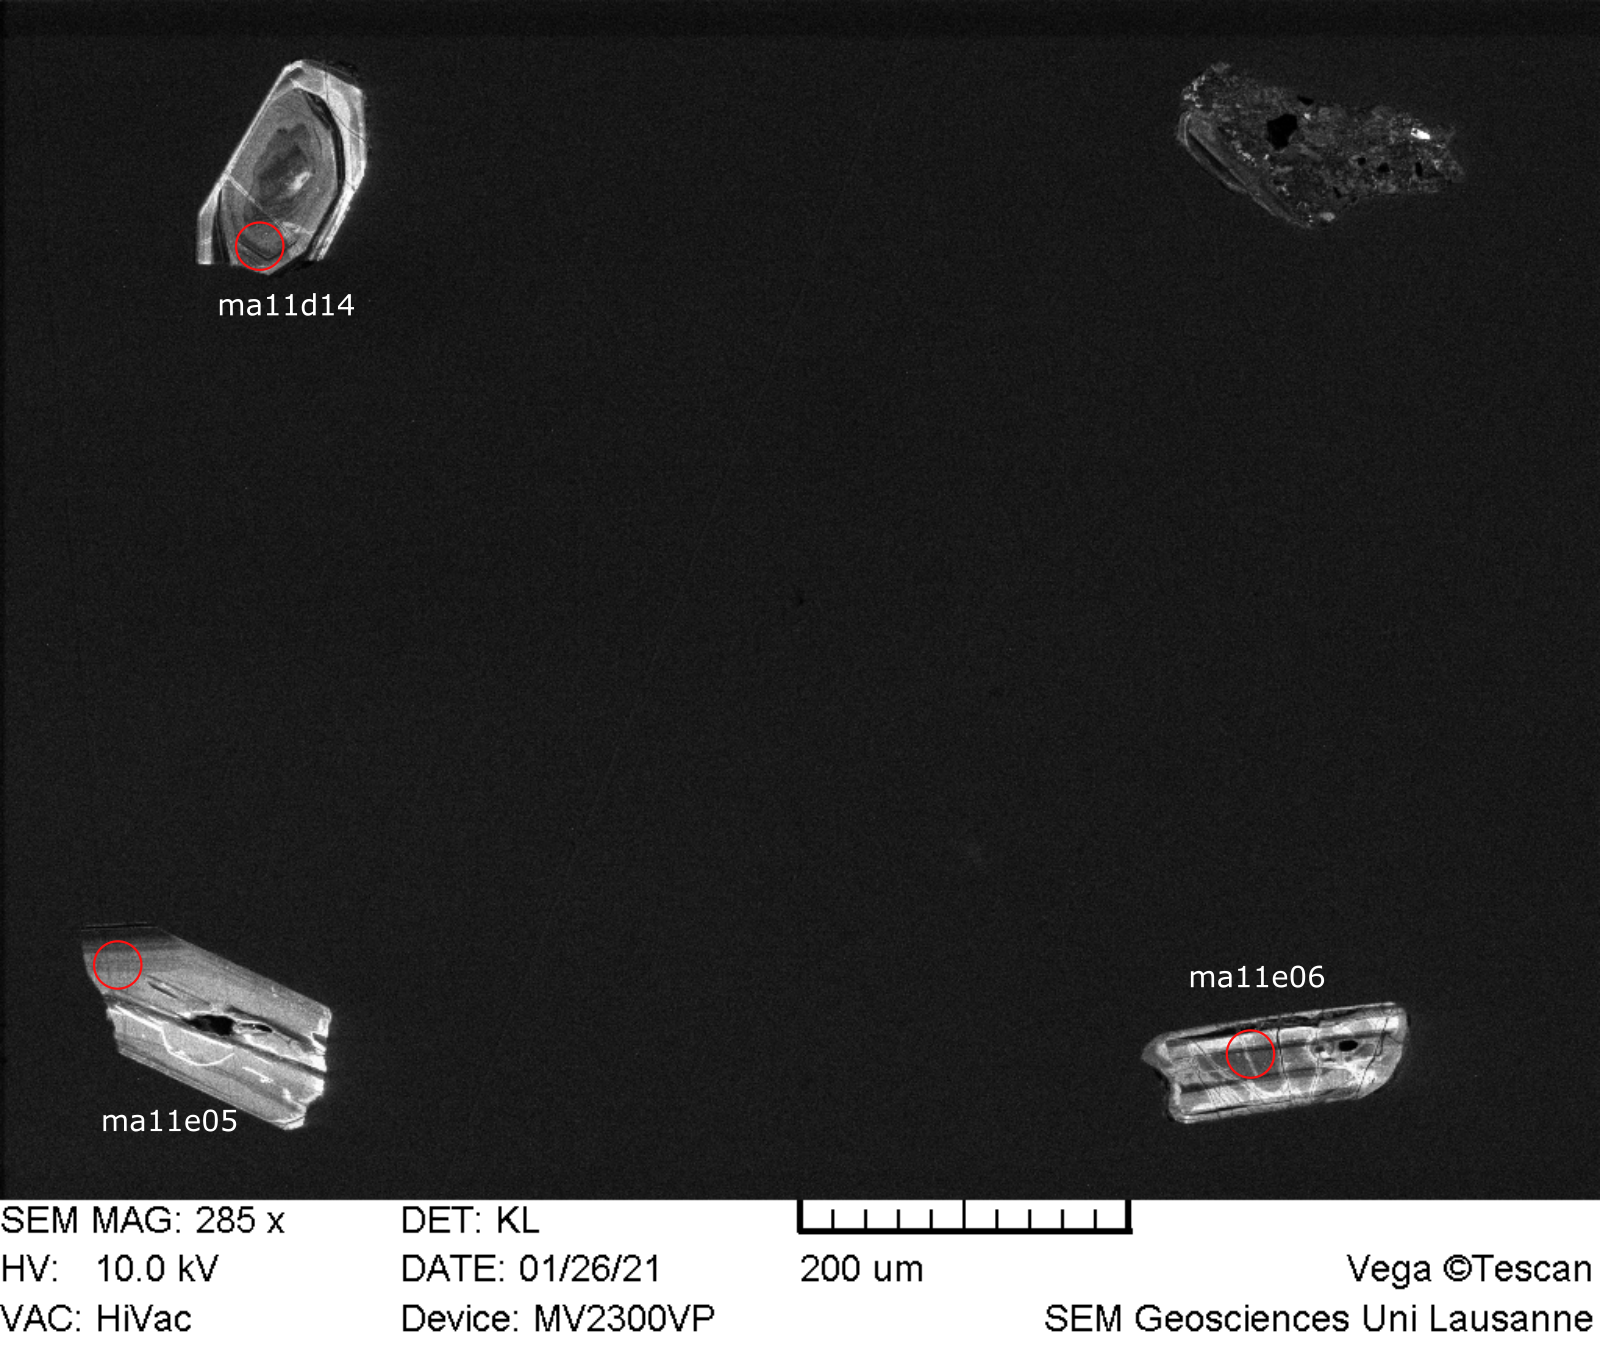 ma11d14
ma11e06
ma11e05
SEM MAG: 285 x
DET: KL
HV: 10.0 kV
DATE: 01/26/21
200 um
Vega ©Tescan
VAC: HiVac
Device: MV2300VP
SEM Geosciences Uni Lausanne